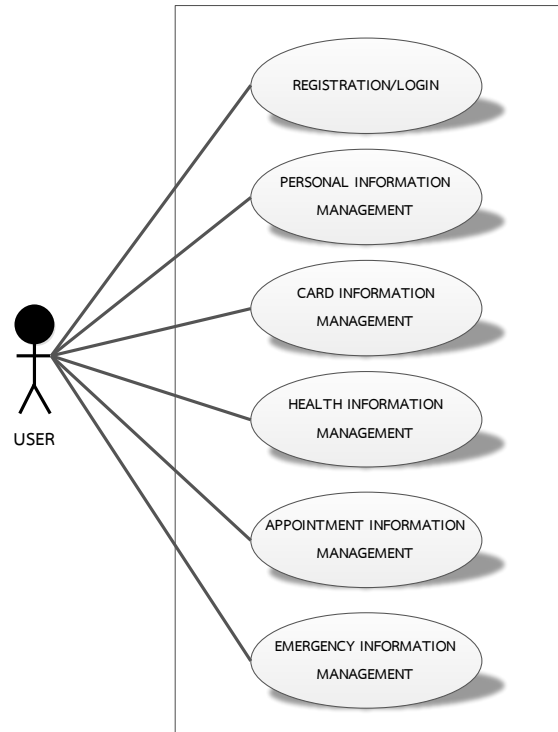 REGISTRATION/LOGIN
PERSONAL INFORMATION
MANAGEMENT
CARD INFORMATION
MANAGEMENT
HEALTH INFORMATION
MANAGEMENT
USER
APPOINTMENT INFORMATION
MANAGEMENT
EMERGENCY INFORMATION
MANAGEMENT